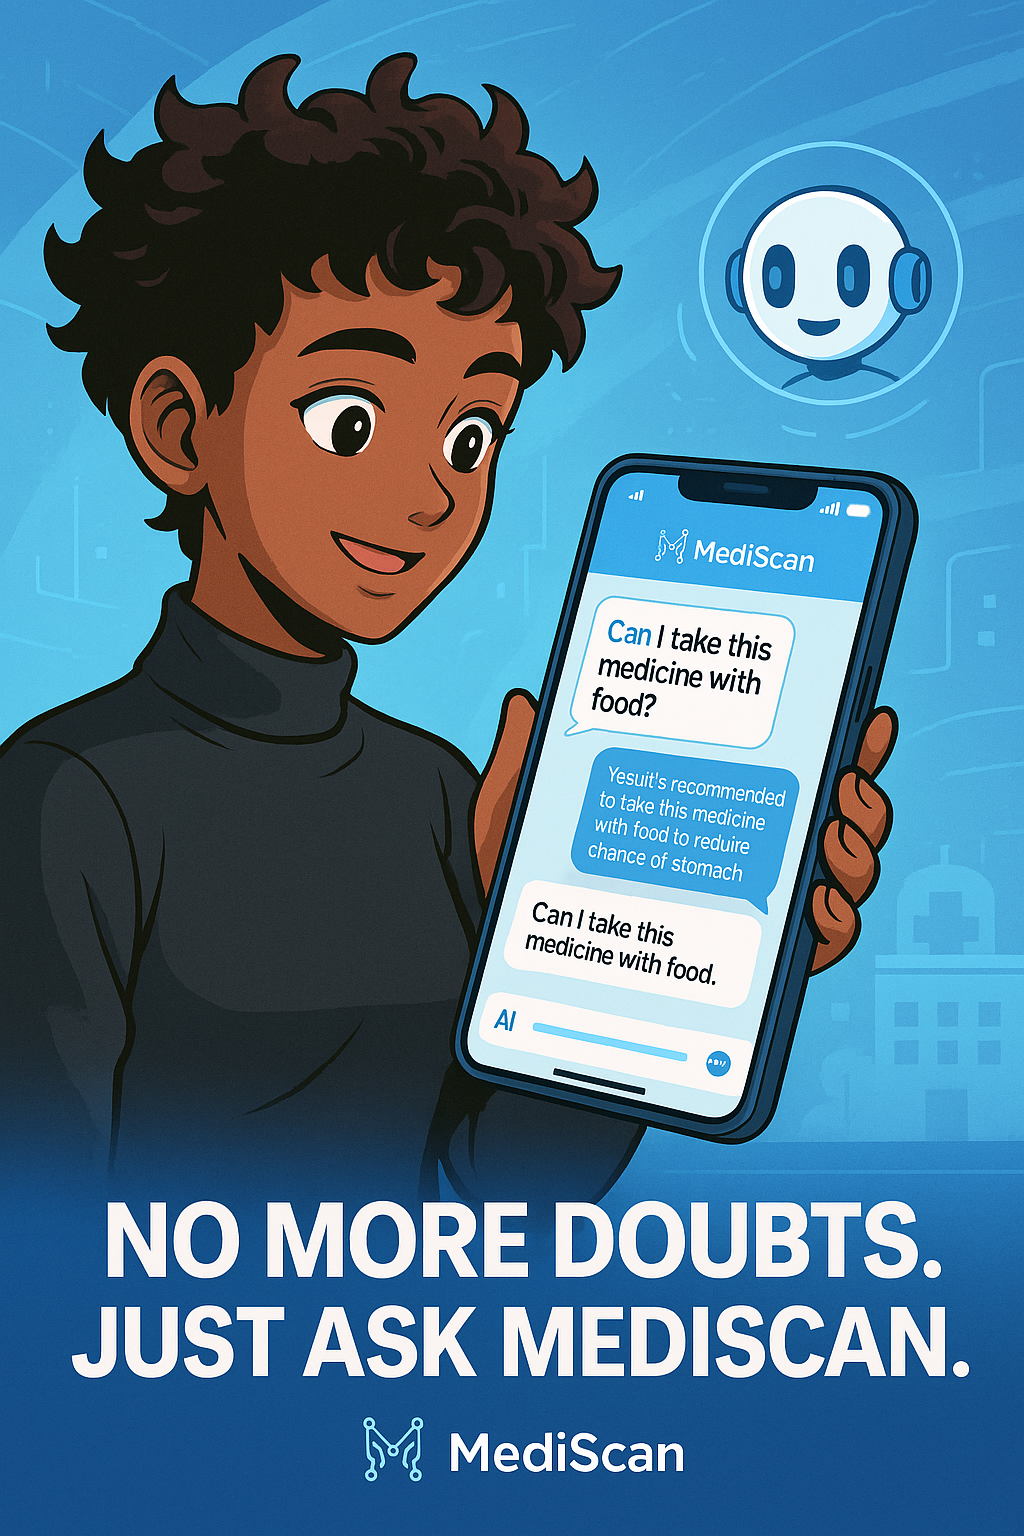 MediScan
Can I take this
medicine with
food?
Yesuit's recommended
to take this medicine
with food to reduire
chance of stomach
Can I take this
medicine with food.
AI
NO MORE DOUBTS.
JUST ASK MEDISCAN.
MediScan